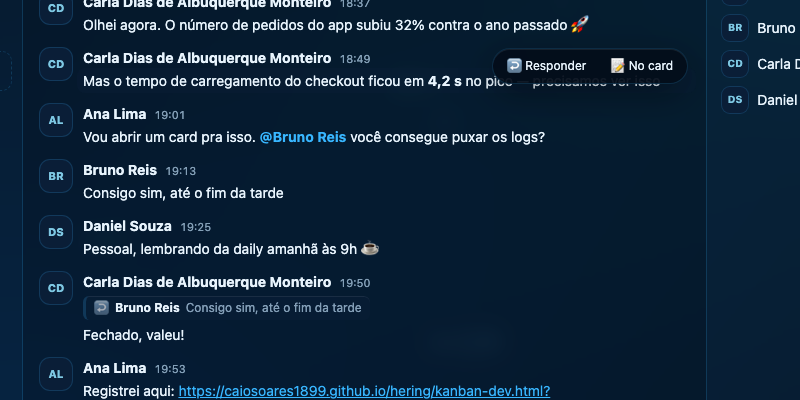 CD Carla Dias de Albuquerque Monteiro 18:37
Olhei agora. O número de pedidos do app subiu 32% contra o ano passado 🚀
CD Carla Dias de Albuquerque Monteiro 18:49
Responder No card
Mas o tempo de carregamento do checkout ficou em 4,2 s no pico — precisamos ver isso
AL Ana Lima 19:01
Vou abrir um card pra isso. @Bruno Reis você consegue puxar os logs?
BR Bruno Reis 19:13
Consigo sim, até o fim da tarde
DS Daniel Souza 19:25
Pessoal, lembrando da daily amanhã às 9h ☕
CD Carla Dias de Albuquerque Monteiro 19:50
Bruno Reis Consigo sim, até o fim da tarde
Fechado, valeu!
AL Ana Lima 19:53
Registrei aqui: https://caiosoares1899.github.io/hering/kanban-dev.html?
BR Bruno
CD Carla D
DS Daniel